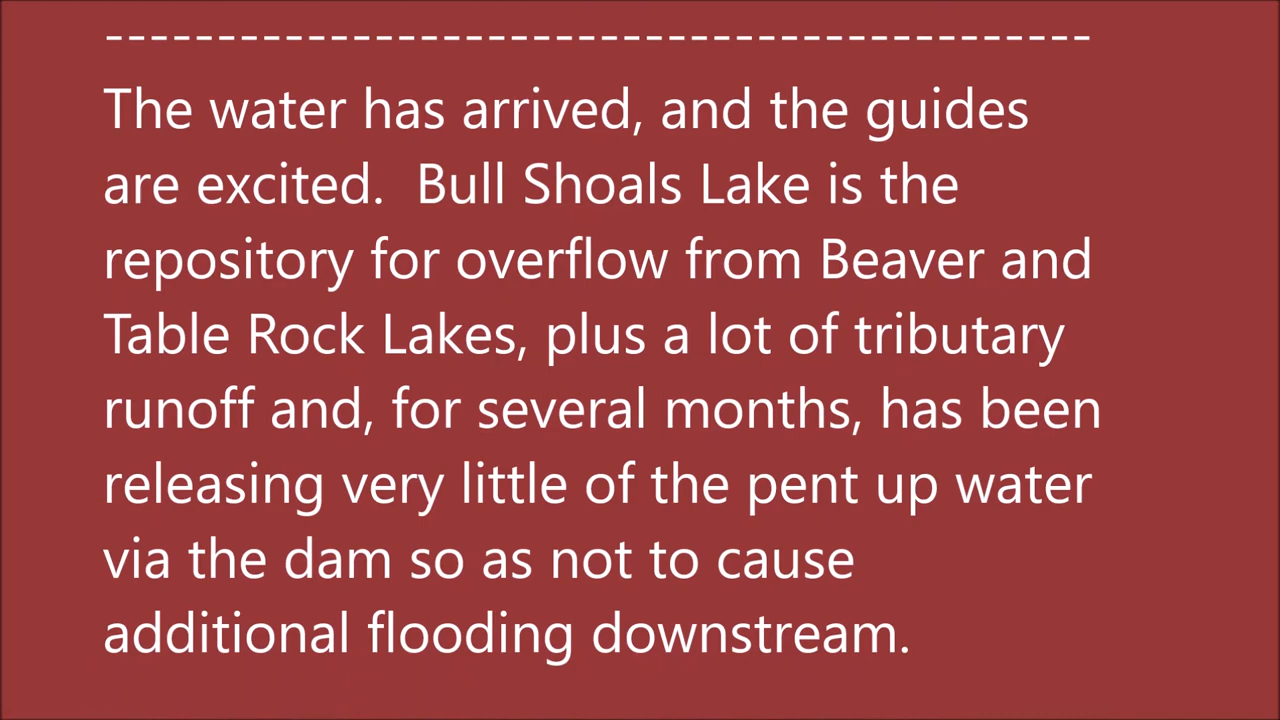 --------------------------------------------
The water has arrived, and the guides
are excited.  Bull Shoals Lake is the
repository for overflow from Beaver and
Table Rock Lakes, plus a lot of tributary
runoff and, for several months, has been
releasing very little of the pent up water
via the dam so as not to cause
additional flooding downstream.